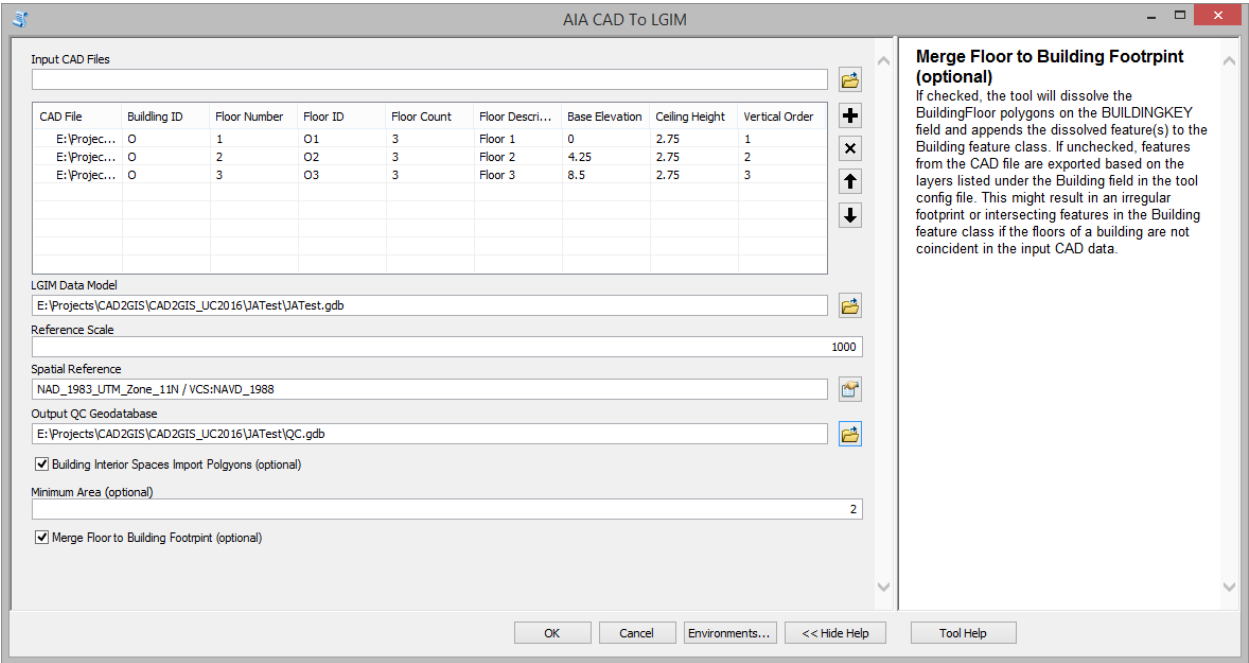 AIA CAD To LGIM
Input CAD Files
CAD File Buidling ID Floor Number Floor ID Floor Count Floor Descri... Base Elevation Ceiling Height Vertical Order
E:\Projec... O 1 O1 3 Floor 1 0 2.75 1
E:\Projec... O 2 O2 3 Floor 2 4.25 2.75 2
E:\Projec... O 3 O3 3 Floor 3 8.5 2.75 3
LGIM Data Model
E:\Projects\CAD2GIS\CAD2GIS_UC2016\JATest\JATest.gdb
Reference Scale
1000
Spatial Reference
NAD_1983_UTM_Zone_11N / VCS:NAVD_1988
Output QC Geodatabase
E:\Projects\CAD2GIS\CAD2GIS_UC2016\JATest\QC.gdb
Building Interior Spaces Import Polgyons (optional)
Minimum Area (optional)
2
Merge Floor to Building Footrpint (optional)
Merge Floor to Building Footrpint
(optional)
If checked, the tool will dissolve the
BuildingFloor polygons on the BUILDINGKEY
field and appends the dissolved feature(s) to the
Building feature class. If unchecked, features
from the CAD file are exported based on the
layers listed under the Building field in the tool
config file. This might result in an irregular
footprint or intersecting features in the Building
feature class if the floors of a building are not
coincident in the input CAD data.
OK Cancel Environments... << Hide Help Tool Help